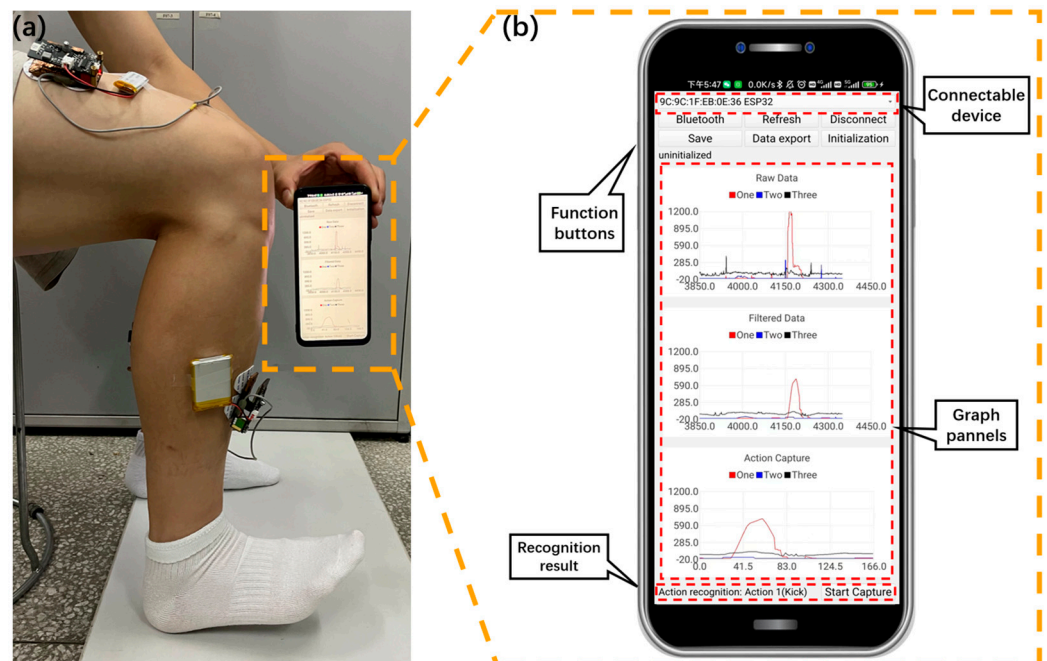 (a)
(b)
下午5:47 0.0K/s
9C:9C:1F:EB:0E:36 ESP32
Bluetooth Refresh Disconnect
Save Data export Initialization
uninitialized
Raw Data
One Two Three
1200.0
895.0
590.0
285.0
-20.0
3850.0 4000.0 4150.0 4300.0 4450.0
Filtered Data
One Two Three
1200.0
895.0
590.0
285.0
-20.0
3850.0 4000.0 4150.0 4300.0 4450.0
Action Capture
One Two Three
1200.0
895.0
590.0
285.0
-20.0
0.0 41.5 83.0 124.5 166.0
Action recognition: Action 1(Kick) Start Capture
Connectable
device
Function
buttons
Graph
pannels
Recognition
result